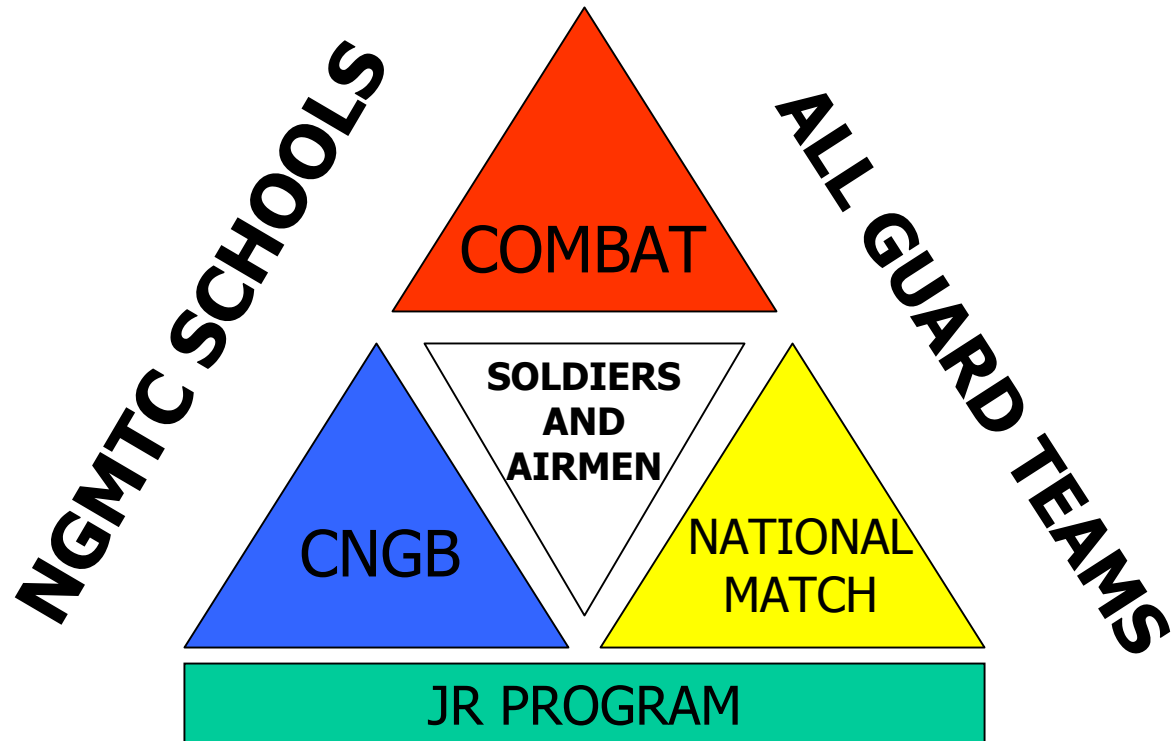 NGMTC SCHOOLS
ALL GUARD TEAMS
COMBAT
SOLDIERS
AND
AIRMEN
CNGB
NATIONAL
MATCH
JR PROGRAM